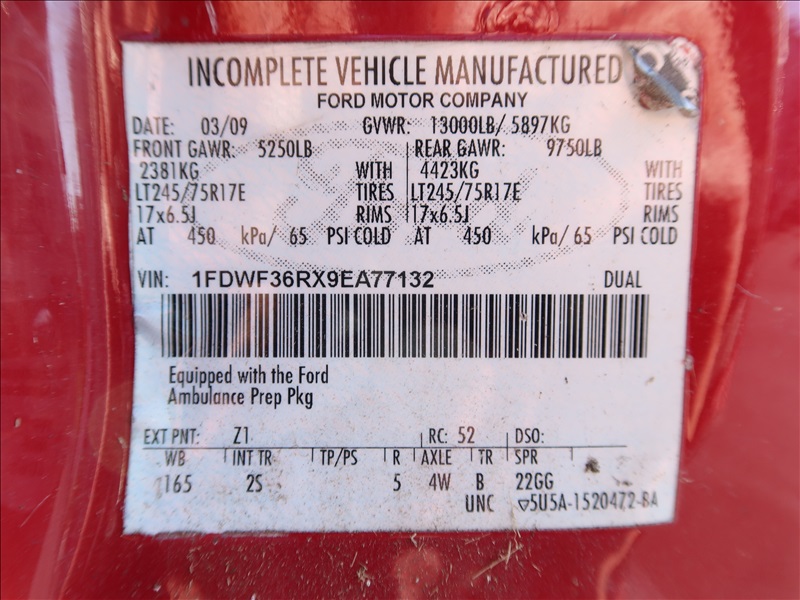 INCOMPLETE VEHICLE MANUFACTURED
FORD MOTOR COMPANY
DATE: 03/09 GVWR: 13000LB/ 5897KG
FRONT GAWR: 5250LB REAR GAWR: 9750LB
2381KG WITH 4423KG WITH
LT245/75R17E TIRES LT245/75R17E TIRES
17x6.5J RIMS 17x6.5J RIMS
AT 450 kPa/ 65 PSI COLD AT 450 kPa/ 65 PSI COLD
VIN: 1FDWF36RX9EA77132 DUAL
Equipped with the Ford
Ambulance Prep Pkg
EXT PNT: Z1 RC: 52 DSO:
WB INT TR TP/PS R AXLE TR SPR
165 2S 5 4W B 22GG
UNC 5U5A-1520472-BA